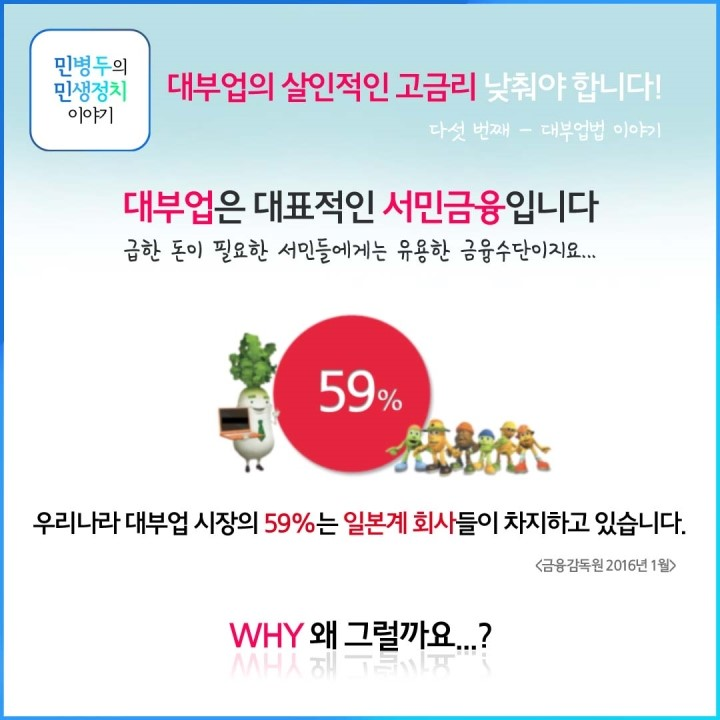 민병두의
민생정치
이야기
대부업의 살인적인 고금리 낮춰야 합니다!
다섯 번째 - 대부업법 이야기
대부업은 대표적인 서민금융입니다
급한 돈이 필요한 서민들에게는 유용한 금융수단이지요...
59%
우리나라 대부업 시장의 59%는 일본계 회사들이 차지하고 있습니다.
<금융감독원 2016년 1월>
WHY 왜 그럴까요...?